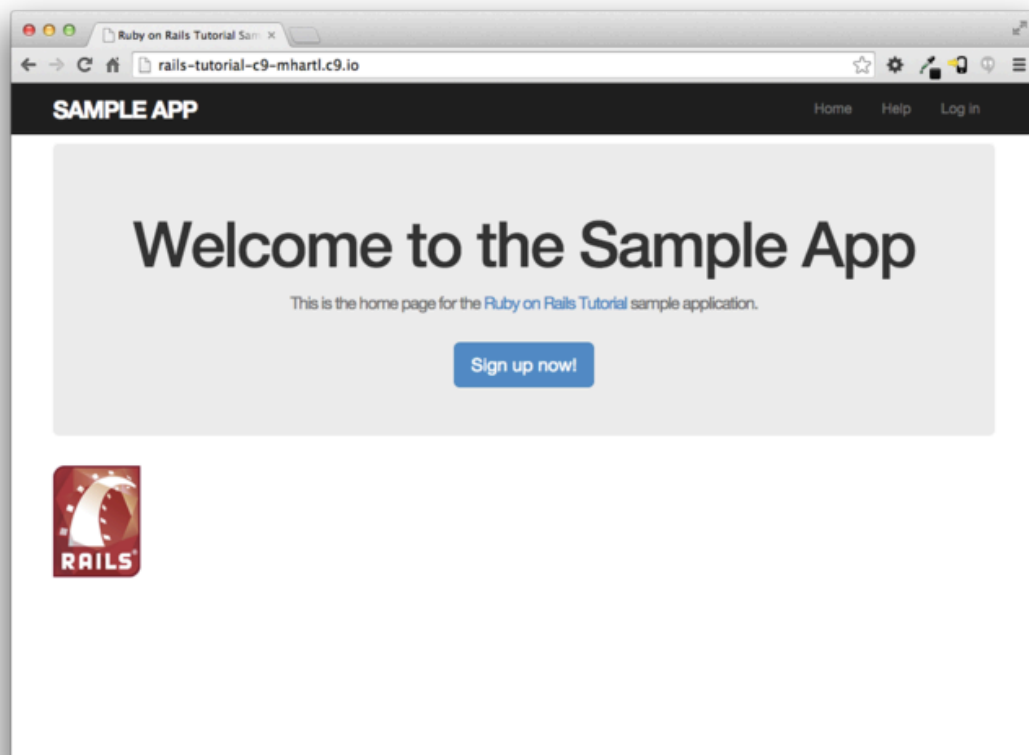 Ruby on Rails Tutorial Sam
rails-tutorial-c9-mhartl.c9.io
SAMPLE APP Home Help Log in
Welcome to the Sample App
This is the home page for the Ruby on Rails Tutorial sample application.
Sign up now!
RAILS